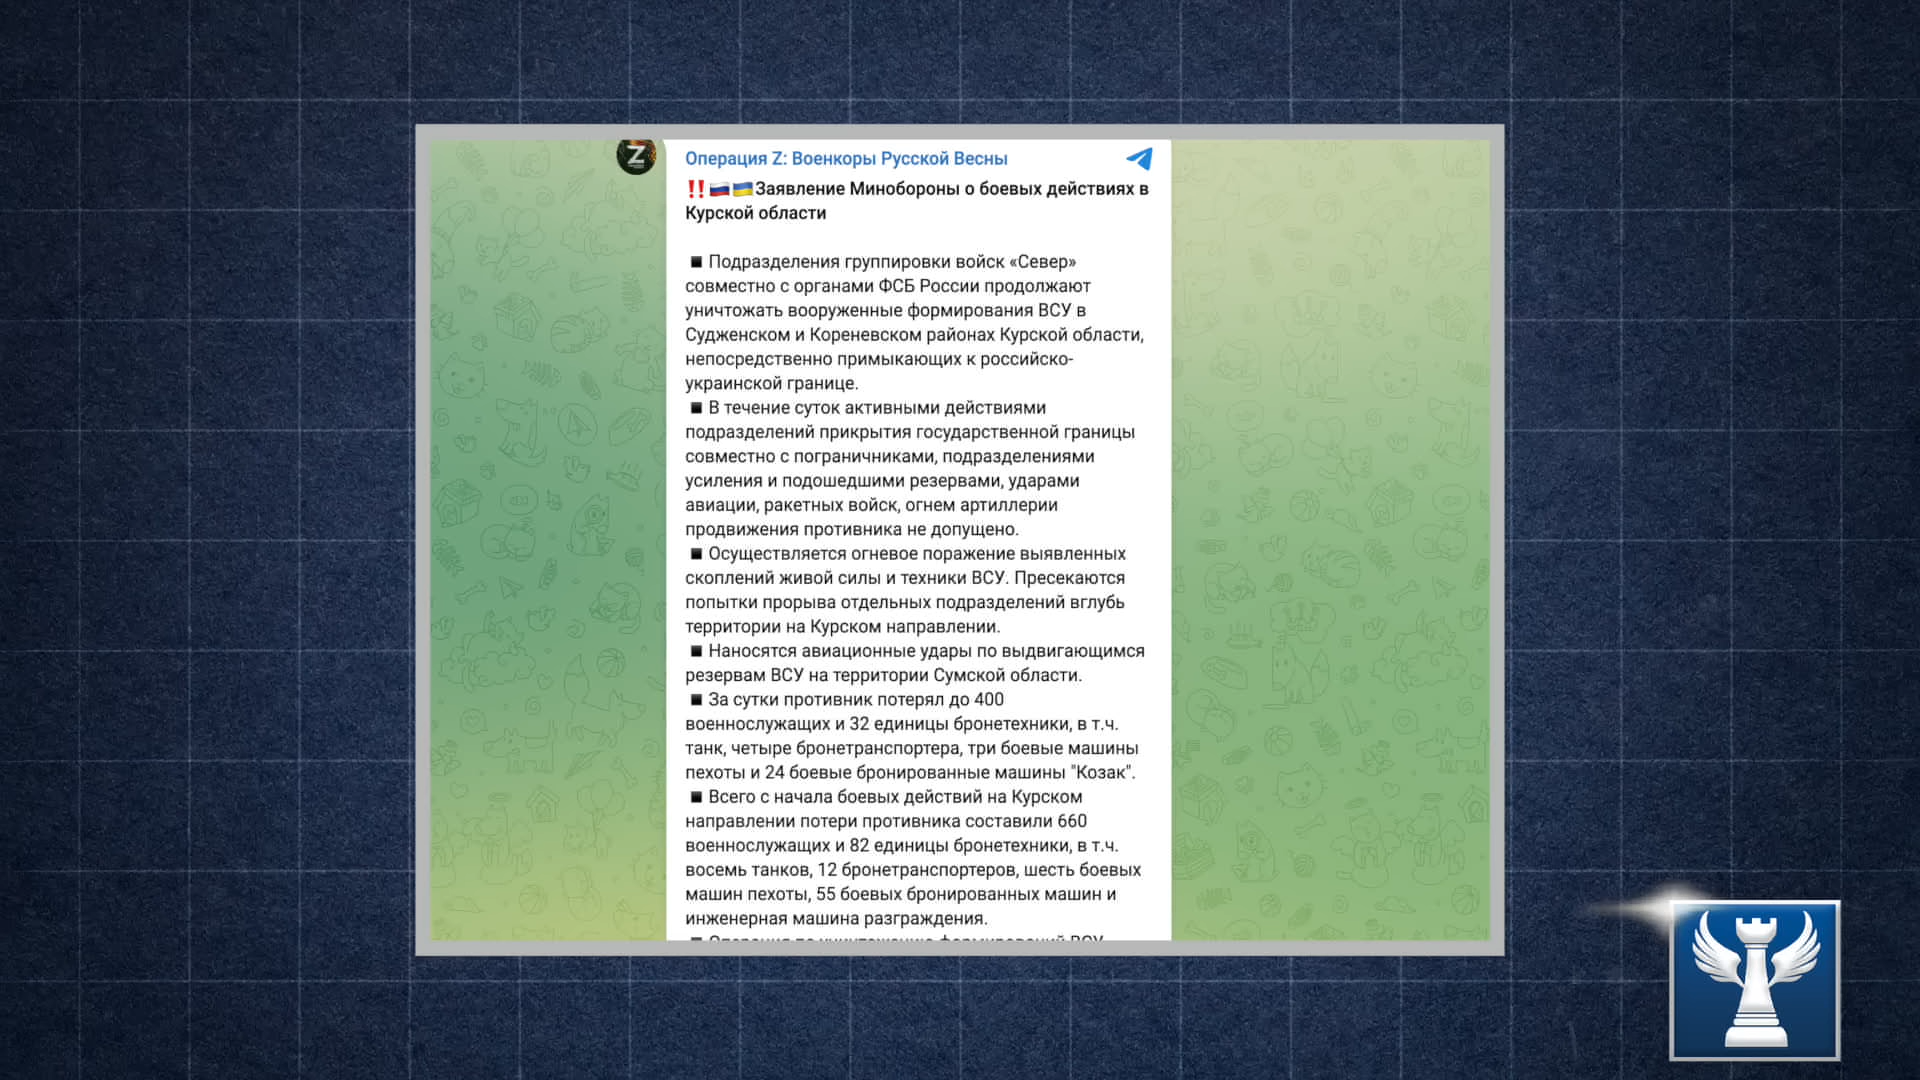 Операция Z: Военкоры Русской Весны
‼️🇷🇺🇺🇦Заявление Минобороны о боевых действиях в
Курской области
◾️Подразделения группировки войск «Север»
совместно с органами ФСБ России продолжают
уничтожать вооруженные формирования ВСУ в
Судженском и Кореневском районах Курской области,
непосредственно примыкающих к российско-
украинской границе.
◾️В течение суток активными действиями
подразделений прикрытия государственной границы
совместно с пограничниками, подразделениями
усиления и подошедшими резервами, ударами
авиации, ракетных войск, огнем артиллерии
продвижения противника не допущено.
◾️Осуществляется огневое поражение выявленных
скоплений живой силы и техники ВСУ. Пресекаются
попытки прорыва отдельных подразделений вглубь
территории на Курском направлении.
◾️Наносятся авиационные удары по выдвигающимся
резервам ВСУ на территории Сумской области.
◾️За сутки противник потерял до 400
военнослужащих и 32 единицы бронетехники, в т.ч.
танк, четыре бронетранспортера, три боевые машины
пехоты и 24 боевые бронированные машины "Козак".
◾️Всего с начала боевых действий на Курском
направлении потери противника составили 660
военнослужащих и 82 единицы бронетехники, в т.ч.
восемь танков, 12 бронетранспортеров, шесть боевых
машин пехоты, 55 боевых бронированных машин и
инженерная машина разграждения.
◾️Операция по уничтожению формирований ВСУ